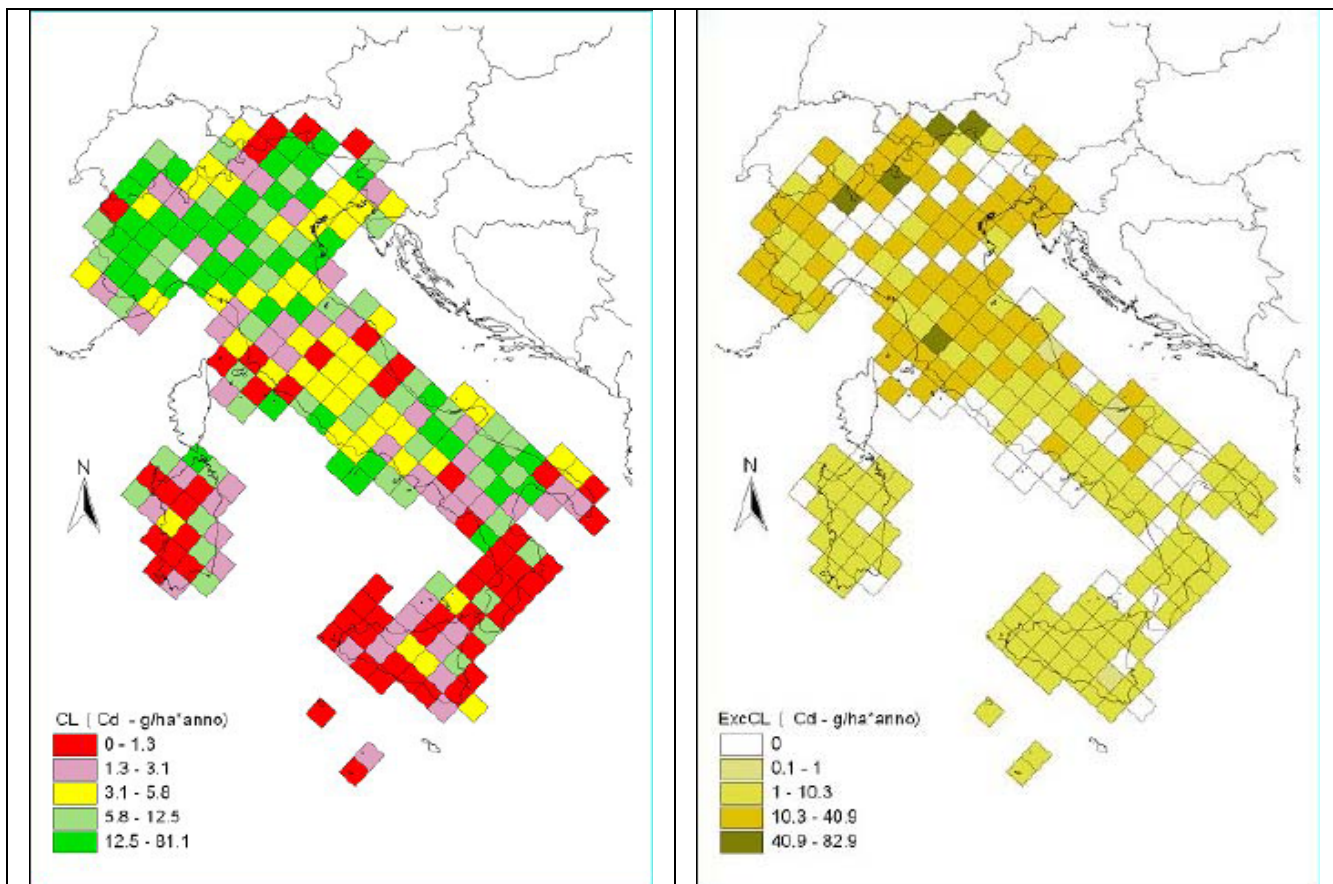 N
CL ( Cd - g/ha*anno)
0 - 1.3
1.3 - 3.1
3.1 - 5.8
5.8 - 12.5
12.5 - 81.1
N
ExcCL ( Cd - g/ha*anno)
0
0.1 - 1
1 - 10.3
10.3 - 40.9
40.9 - 82.9